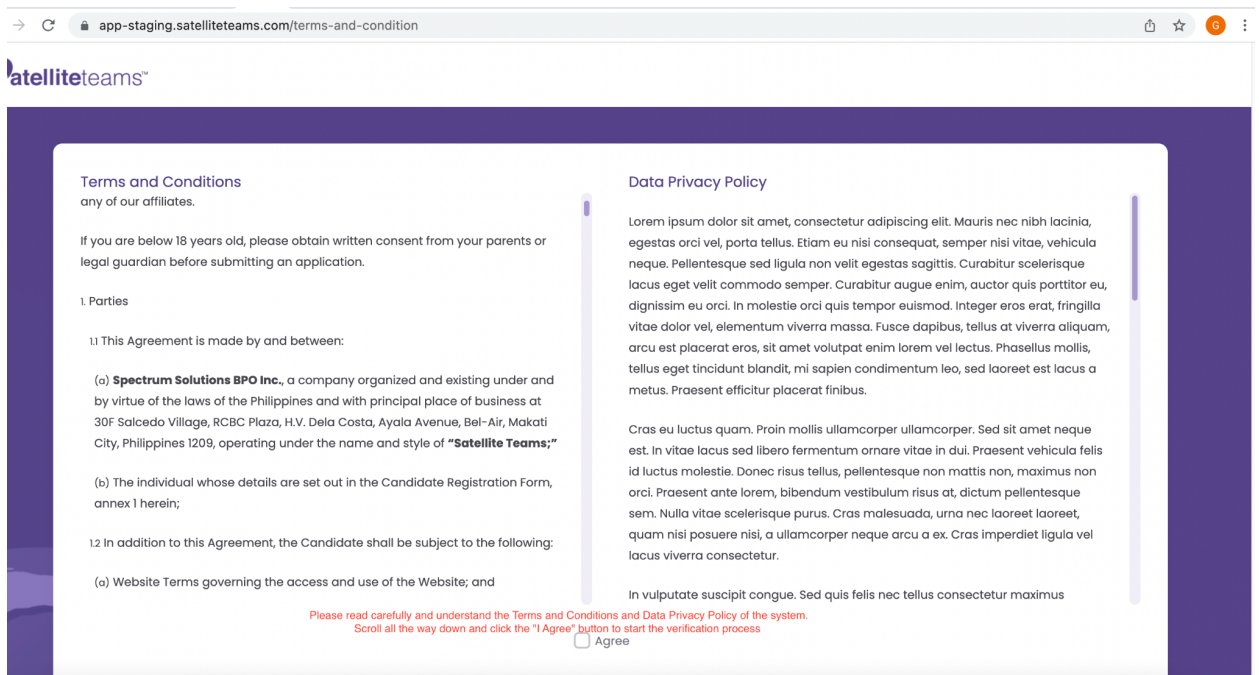 app-staging.satelliteteams.com/terms-and-condition
G
atelliteteams™
Terms and Conditions
any of our affiliates.
If you are below 18 years old, please obtain written consent from your parents or
legal guardian before submitting an application.
1. Parties
1.1 This Agreement is made by and between:
(a) Spectrum Solutions BPO Inc., a company organized and existing under and
by virtue of the laws of the Philippines and with principal place of business at
30F Salcedo Village, RCBC Plaza, H.V. Dela Costa, Ayala Avenue, Bel-Air, Makati
City, Philippines 1209, operating under the name and style of “Satellite Teams;”
(b) The individual whose details are set out in the Candidate Registration Form,
annex 1 herein;
1.2 In addition to this Agreement, the Candidate shall be subject to the following:
(a) Website Terms governing the access and use of the Website; and
Data Privacy Policy
Lorem ipsum dolor sit amet, consectetur adipiscing elit. Mauris nec nibh lacinia,
egestas orci vel, porta tellus. Etiam eu nisi consequat, semper nisi vitae, vehicula
neque. Pellentesque sed ligula non velit egestas sagittis. Curabitur scelerisque
lacus eget velit commodo semper. Curabitur augue enim, auctor quis porttitor eu,
dignissim eu orci. In molestie orci quis tempor euismod. Integer eros erat, fringilla
vitae dolor vel, elementum viverra massa. Fusce dapibus, tellus at viverra aliquam,
arcu est placerat eros, sit amet volutpat enim lorem vel lectus. Phasellus mollis,
tellus eget tincidunt blandit, mi sapien condimentum leo, sed laoreet est lacus a
metus. Praesent efficitur placerat finibus.
Cras eu luctus quam. Proin mollis ullamcorper ullamcorper. Sed sit amet neque
est. In vitae lacus sed libero fermentum ornare vitae in dui. Praesent vehicula felis
id luctus molestie. Donec risus tellus, pellentesque non mattis non, maximus non
orci. Praesent ante lorem, bibendum vestibulum risus at, dictum pellentesque
sem. Nulla vitae scelerisque purus. Cras malesuada, urna nec laoreet laoreet,
quam nisi posuere nisi, a ullamcorper neque arcu a ex. Cras imperdiet ligula vel
lacus viverra consectetur.
In vulputate suscipit congue. Sed quis felis nec tellus consectetur maximus
Please read carefully and understand the Terms and Conditions and Data Privacy Policy of the system.
Scroll all the way down and click the "I Agree" button to start the verification process
Agree